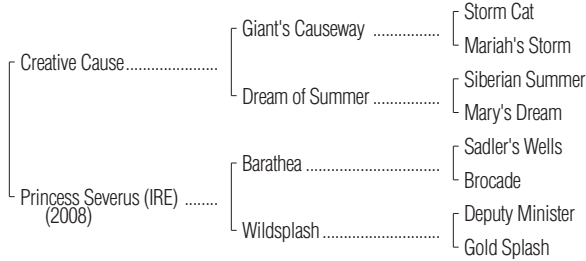 Storm Cat
Giant's Causeway ................
Mariah's Storm
Creative Cause......................
Siberian Summer
Dream of Summer ................
Mary's Dream
Sadler's Wells
Barathea ................................
Brocade
Princess Severus (IRE) ........
(2008)
Deputy Minister
Wildsplash............................
Gold Splash